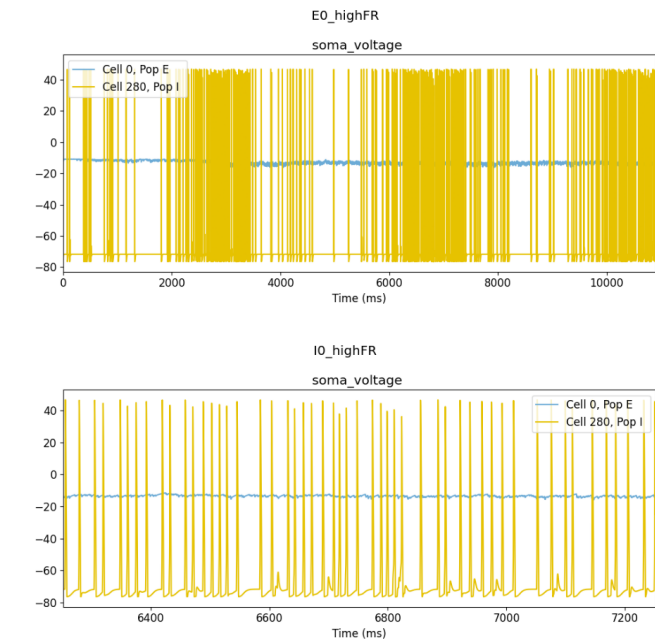 E0_highFR
soma_voltage
Cell 0, Pop E
Cell 280, Pop I
40
20
0
−20
−40
−60
−80
0 2000 4000 6000 8000 10000
Time (ms)
I0_highFR
soma_voltage
Cell 0, Pop E
Cell 280, Pop I
40
20
0
−20
−40
−60
−80
6400 6600 6800 7000 7200
Time (ms)